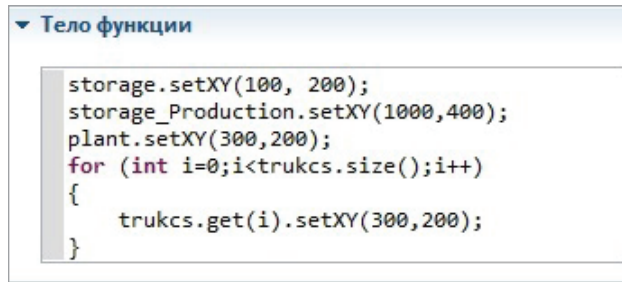 Тело функции
storage.setXY(100, 200);
storage_Production.setXY(1000,400);
plant.setXY(300,200);
for (int i=0;i<trukcs.size();i++)
{
    trukcs.get(i).setXY(300,200);
}